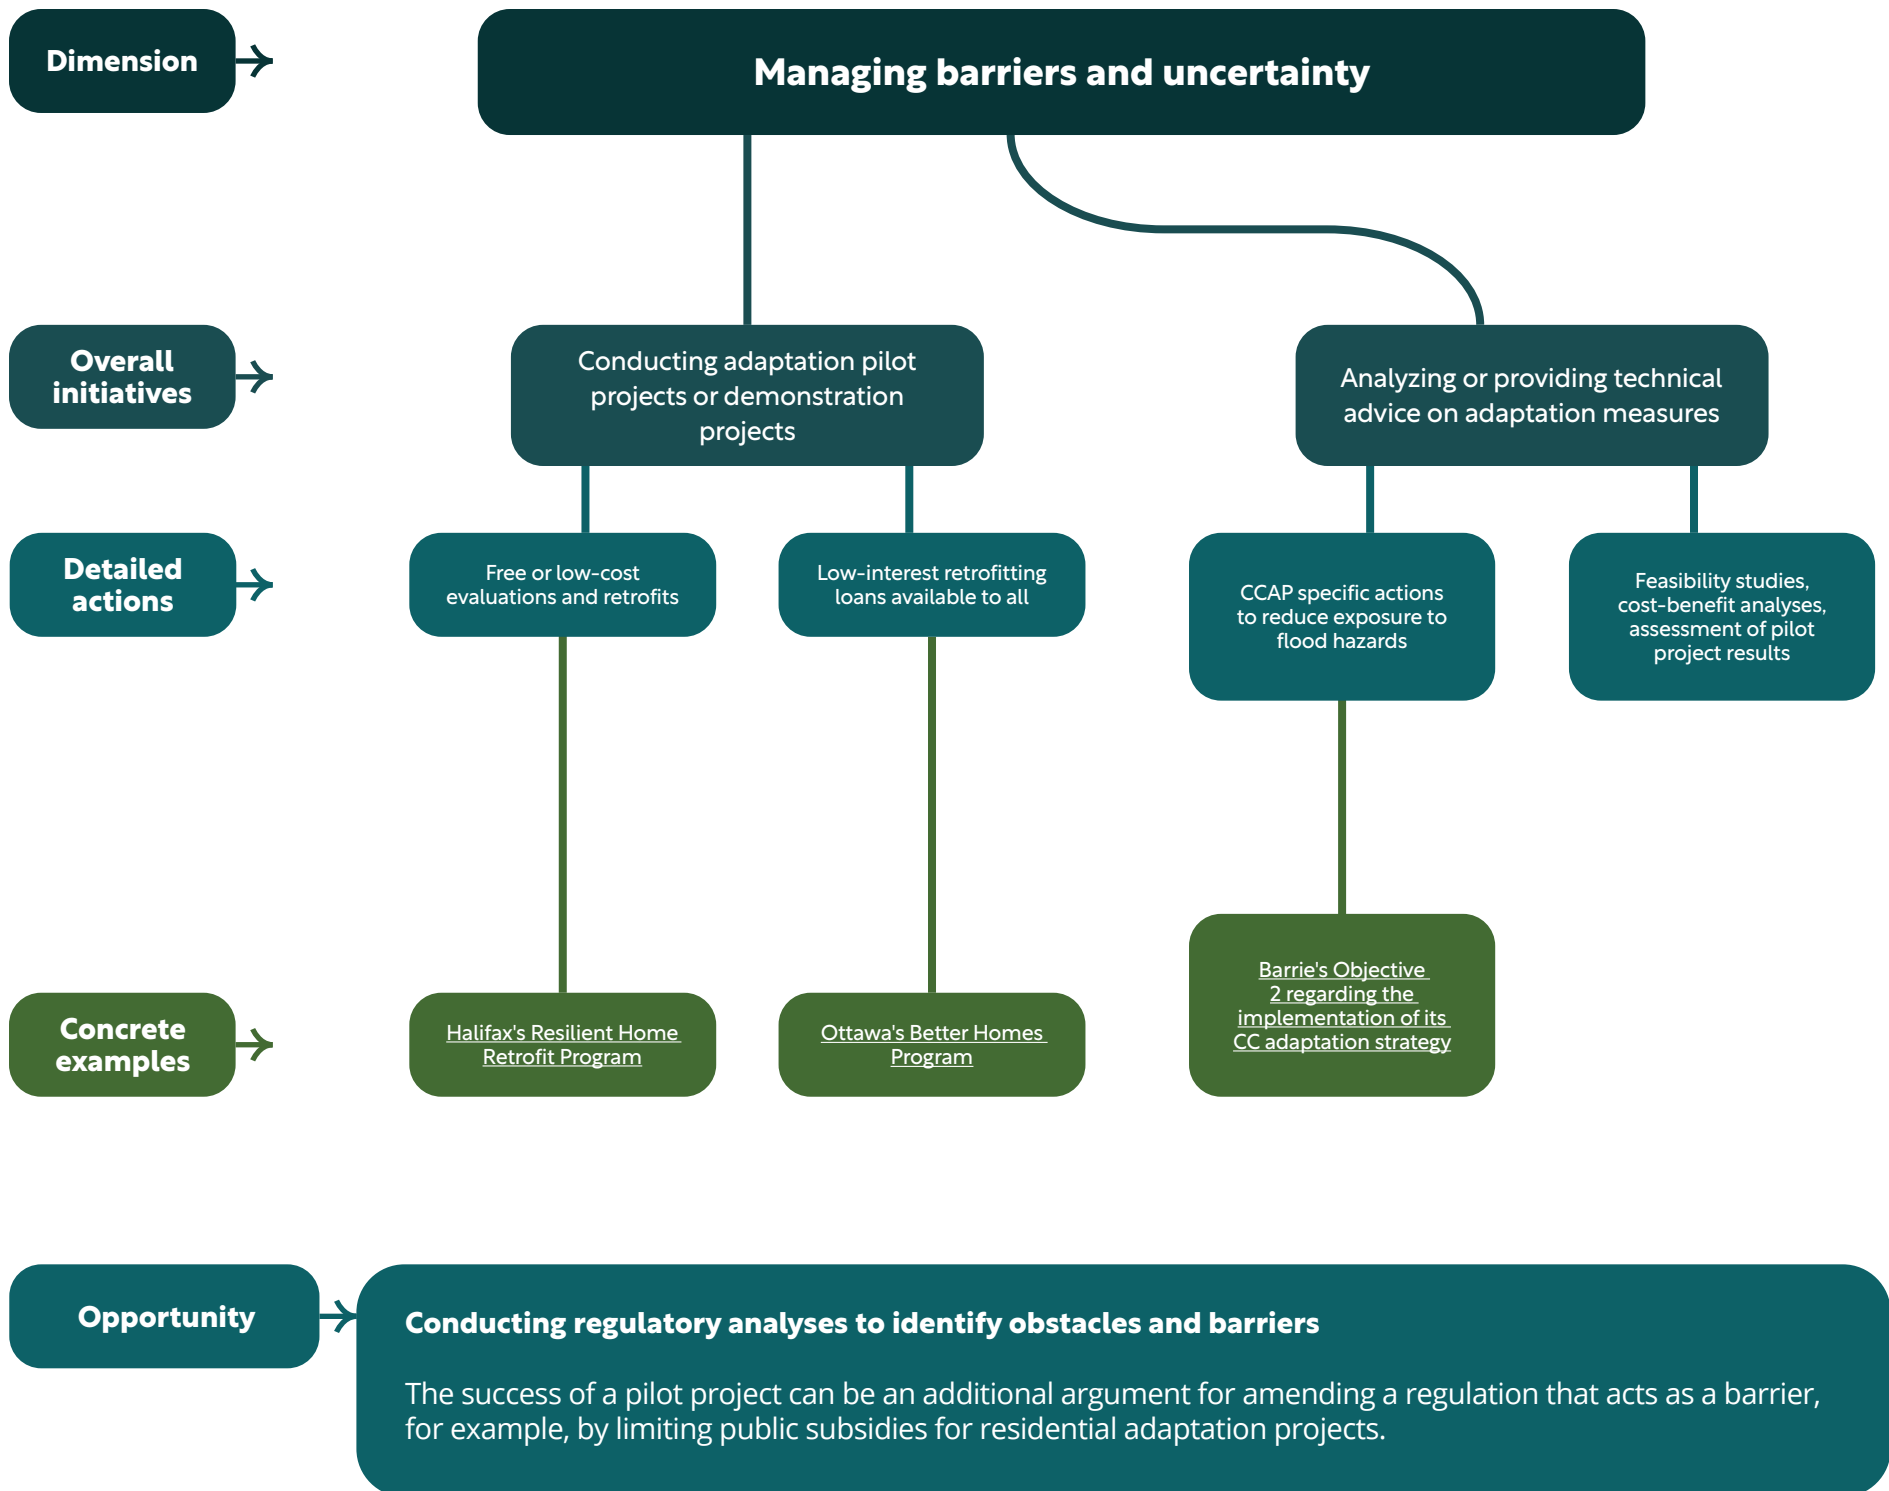 Dimension
Managing barriers and uncertainty
Overall
initiatives
Conducting adaptation pilot
projects or demonstration
projects
Analyzing or providing technical
advice on adaptation measures
Detailed
actions
Free or low-cost
evaluations and retrofits
Low-interest retrofitting
loans available to all
CCAP specific actions
to reduce exposure to
flood hazards
Feasibility studies,
cost-benefit analyses,
assessment of pilot
project results
Concrete
examples
Halifax's Resilient Home
Retrofit Program
Ottawa's Better Homes
Program
Barrie's Objective
2 regarding the
implementation of its
CC adaptation strategy
Opportunity
Conducting regulatory analyses to identify obstacles and barriers
The success of a pilot project can be an additional argument for amending a regulation that acts as a barrier,
for example, by limiting public subsidies for residential adaptation projects.